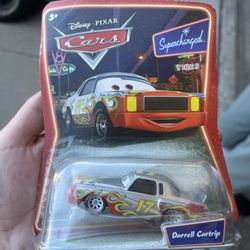 3+
Disney · PIXAR
Cars
Supercharged
17
Darrell Cartrip